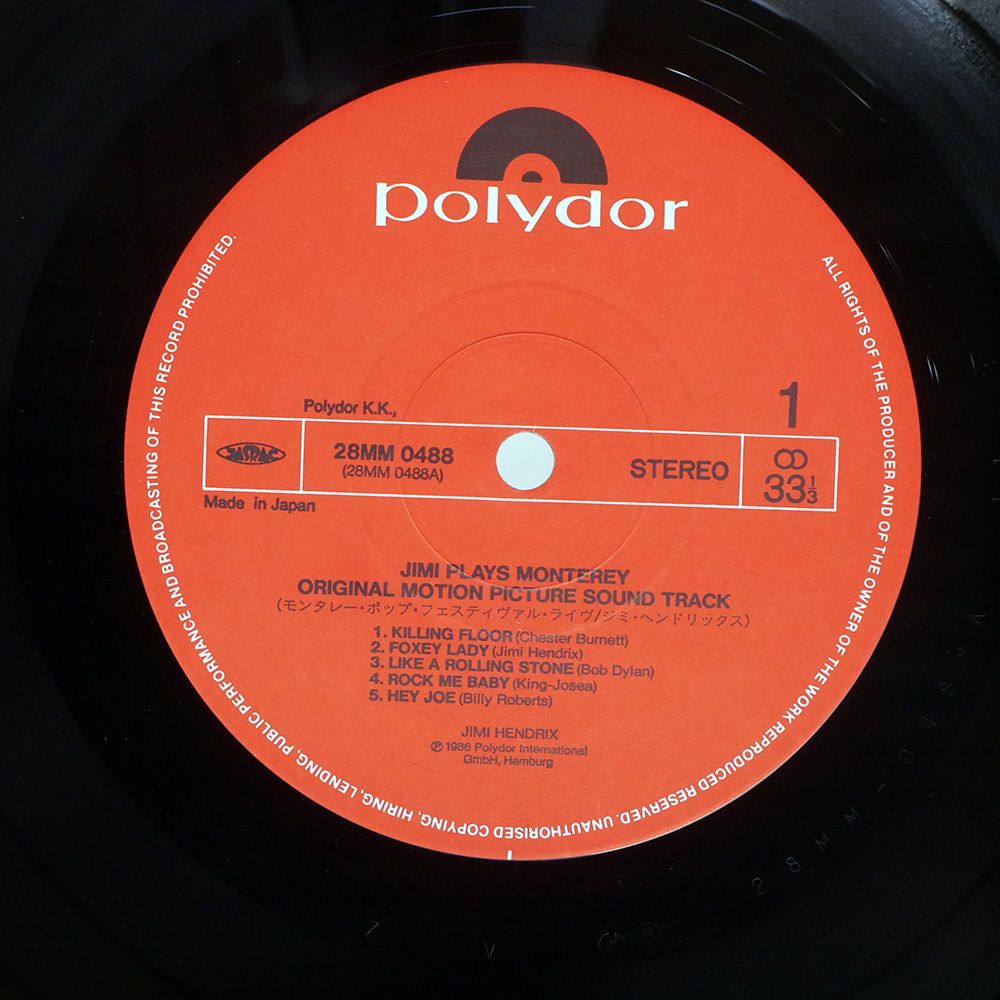 polydor
ALL RIGHTS OF THE PRODUCER AND OF THE OWNER OF THE WORK REPRODUCED RESERVED. UNAUTHORISED COPYING, HIRING, LENDING, PUBLIC PERFORMANCE AND BROADCASTING OF THIS RECORD PROHIBITED.
1
Polydor K.K.,
JASRAC
28MM 0488
(28MM 0488A)
STEREO
33 1/3
Made in Japan
JIMI PLAYS MONTEREY
ORIGINAL MOTION PICTURE SOUND TRACK
(モンタレー・ポップ・フェスティヴァル・ライヴ/ジミ・ヘンドリックス)
1. KILLING FLOOR (Chester Burnett)
2. FOXEY LADY (Jimi Hendrix)
3. LIKE A ROLLING STONE (Bob Dylan)
4. ROCK ME BABY (King-Josea)
5. HEY JOE (Billy Roberts)
JIMI HENDRIX
Ⓟ 1986 Polydor International
GmbH, Hamburg